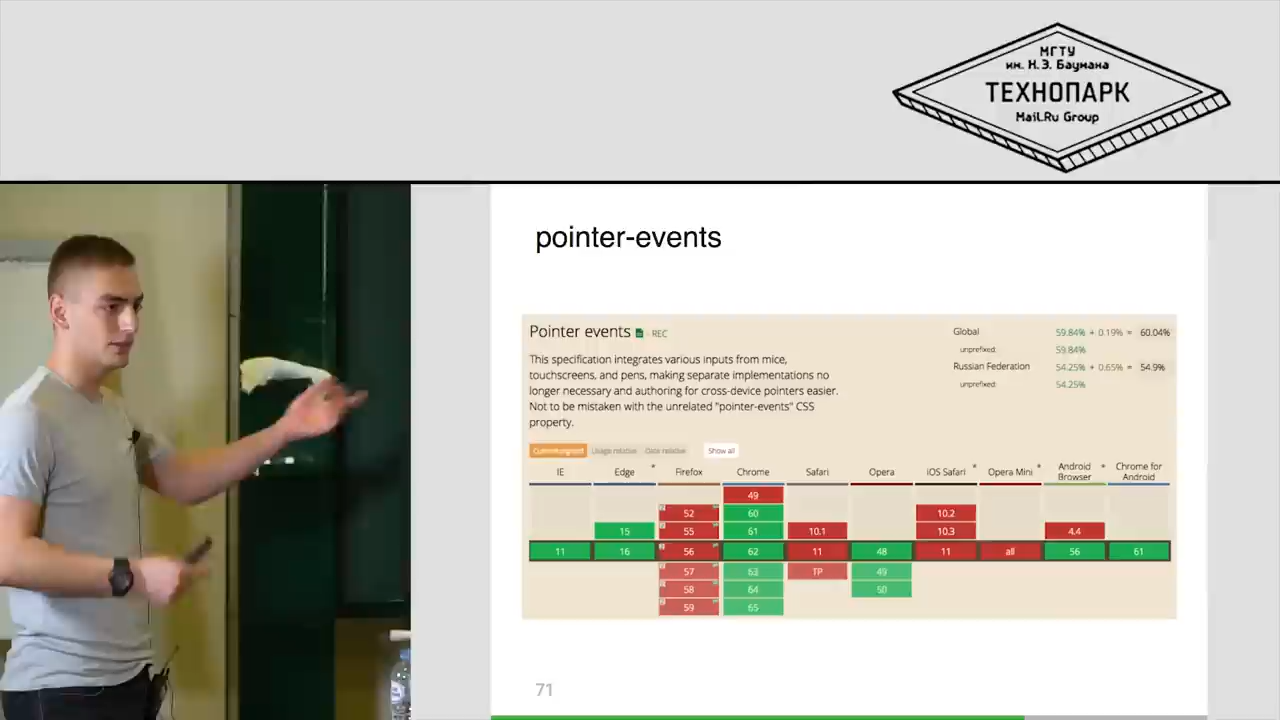 МГТУ
им. Н.Э. Баумана
ТЕХНОПАРК
Mail.Ru Group
pointer-events
Pointer events - REC
This specification integrates various inputs from mice,
touchscreens, and pens, making separate implementations no
longer necessary and authoring for cross-device pointers easier.
Not to be mistaken with the unrelated "pointer-events" CSS
property.
Global 59.84% + 0.19% = 60.04%
unprefixed: 59.84%
Russian Federation 54.25% + 0.65% = 54.9%
unprefixed: 54.25%
Current aligned Usage relative Date relative Show all
IE Edge * Firefox Chrome Safari Opera iOS Safari * Opera Mini * Android Browser * Chrome for Android
49
52 60 10.2
15 55 61 10.1 10.3 4.4
11 16 56 62 11 48 11 all 56 61
57 63 TP 49
58 64 50
59 65
71